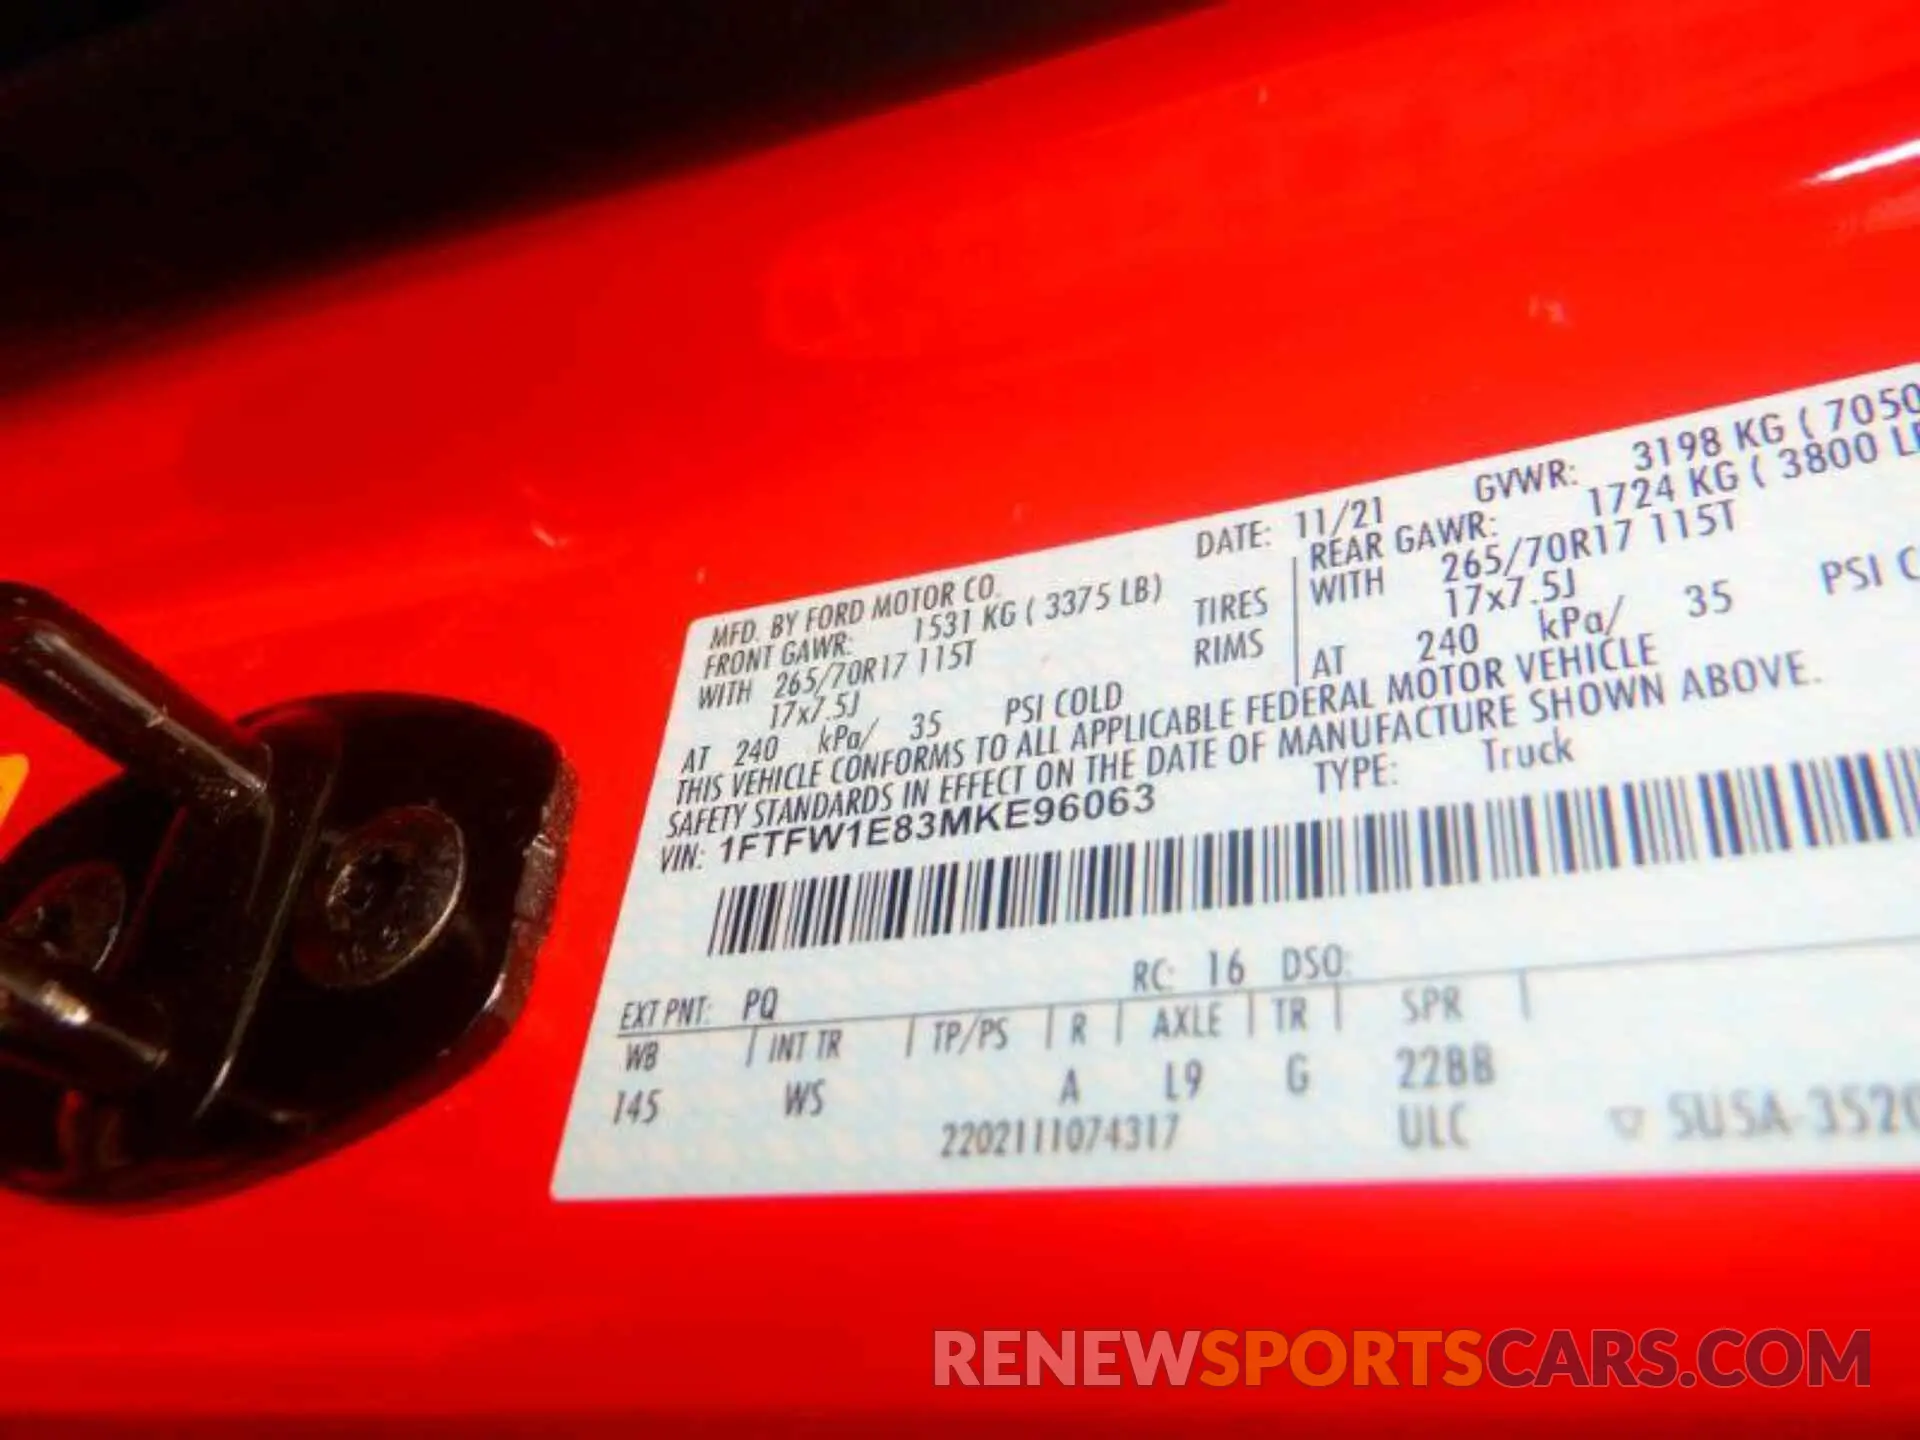 MFD. BY FORD MOTOR CO.
DATE: 11/21
GVWR: 3198 KG ( 7050
FRONT GAWR: 1531 KG ( 3375 LB)
REAR GAWR: 1724 KG ( 3800
WITH 265/70R17 115T
TIRES
WITH 265/70R17 115T
17x7.5J
RIMS
17x7.5J
AT 240 kPa/ 35 PSI COLD
AT 240 kPa/ 35 PSI
THIS VEHICLE CONFORMS TO ALL APPLICABLE FEDERAL MOTOR VEHICLE
SAFETY STANDARDS IN EFFECT ON THE DATE OF MANUFACTURE SHOWN ABOVE.
VIN: 1FTFW1E83MKE96063
TYPE: Truck
EXT PNT: PQ
RC: 16 DSO:
WB | INT TR | TP/PS | R | AXLE | TR | SPR |
145 WS A L9 G 22BB
2202111074317 ULC
5U5A-3520
RENEWSPORTSCARS.COM